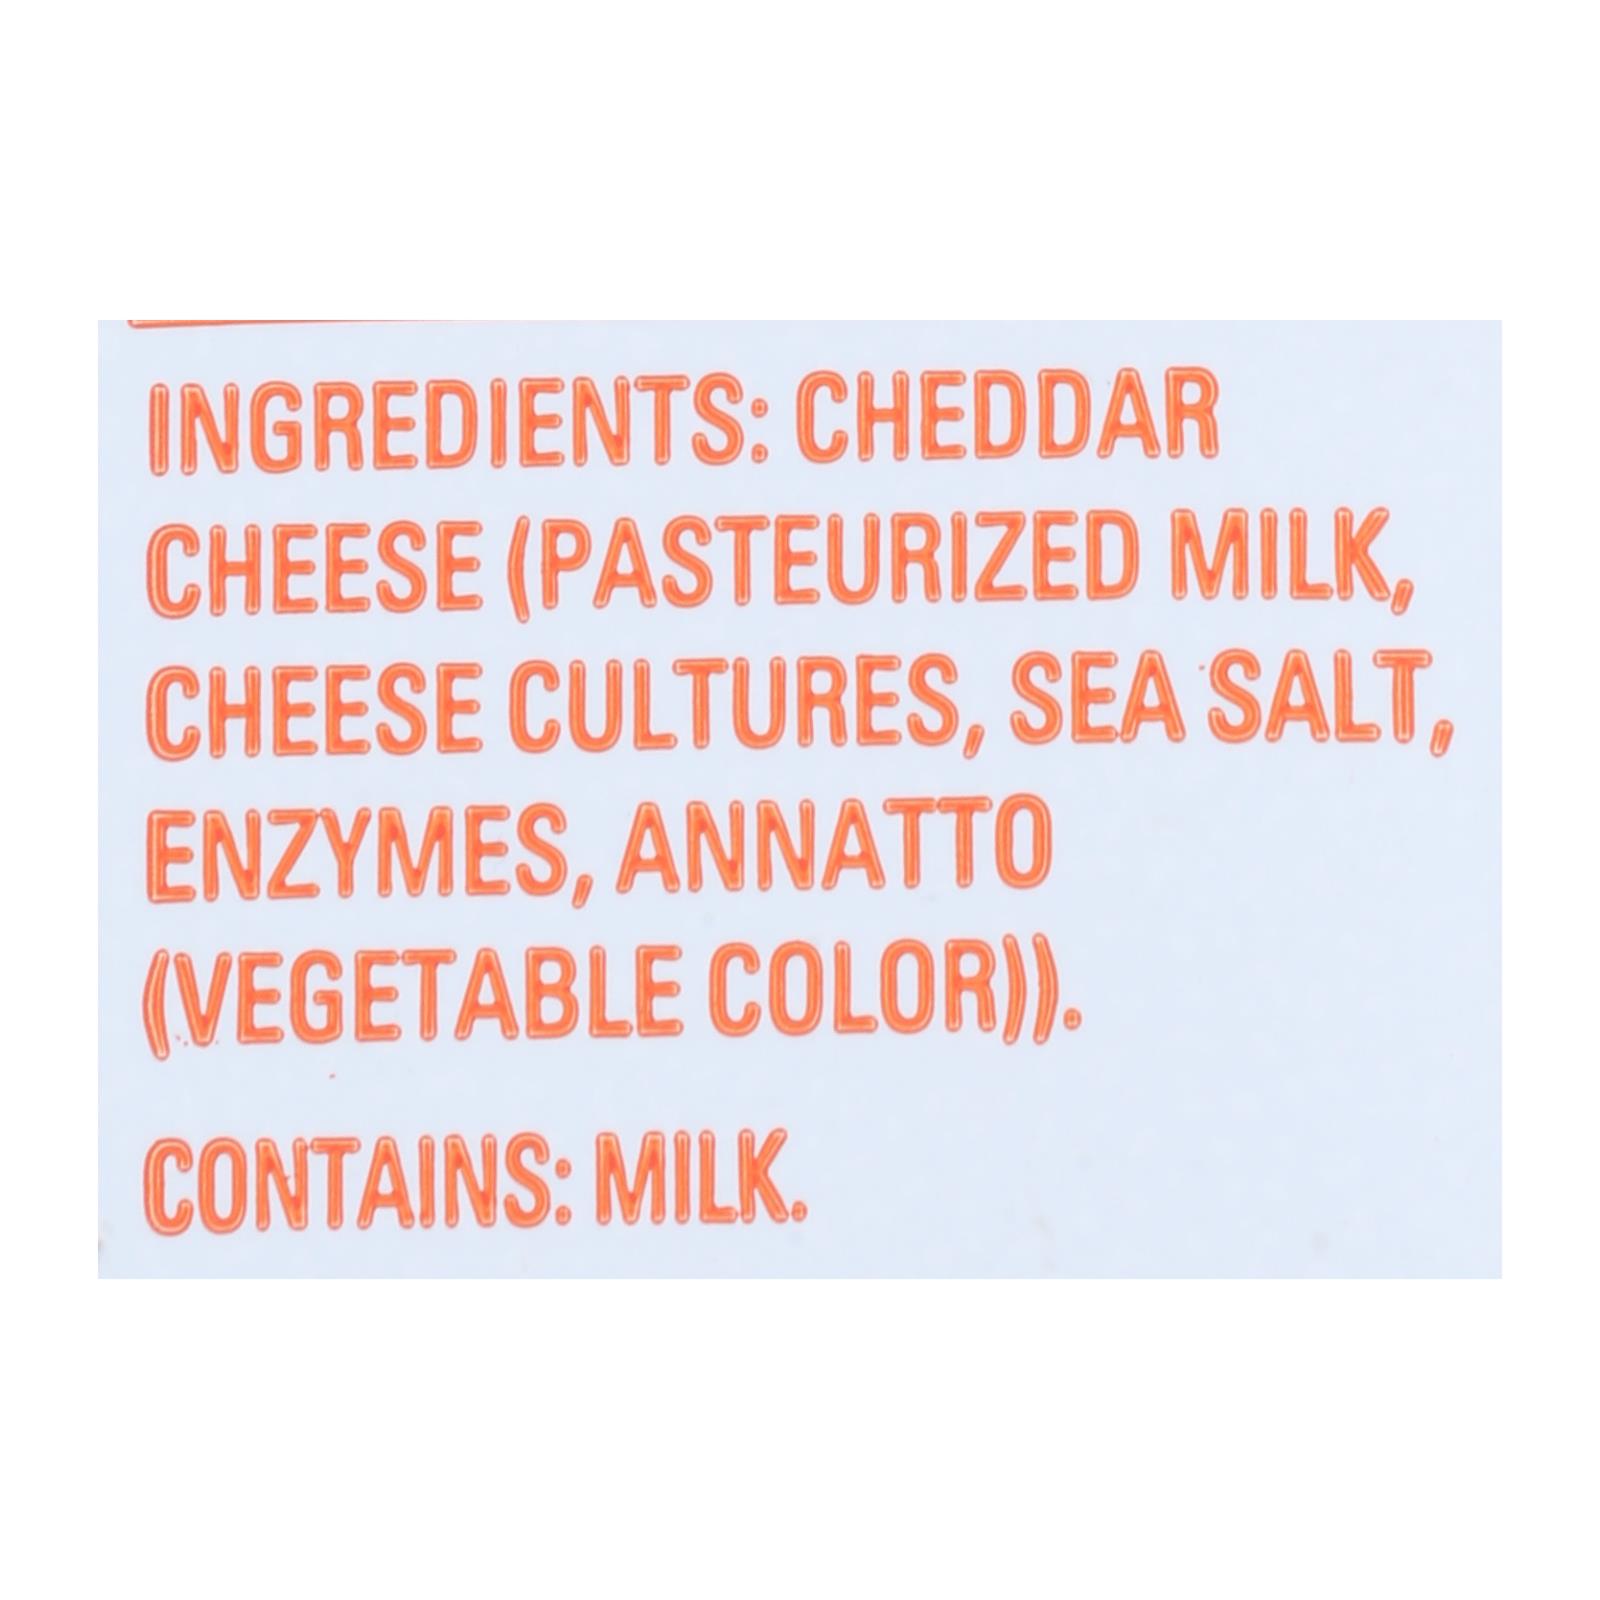 INGREDIENTS: CHEDDAR
CHEESE (PASTEURIZED MILK,
CHEESE CULTURES, SEA SALT,
ENZYMES, ANNATTO
(VEGETABLE COLOR)).
CONTAINS: MILK.